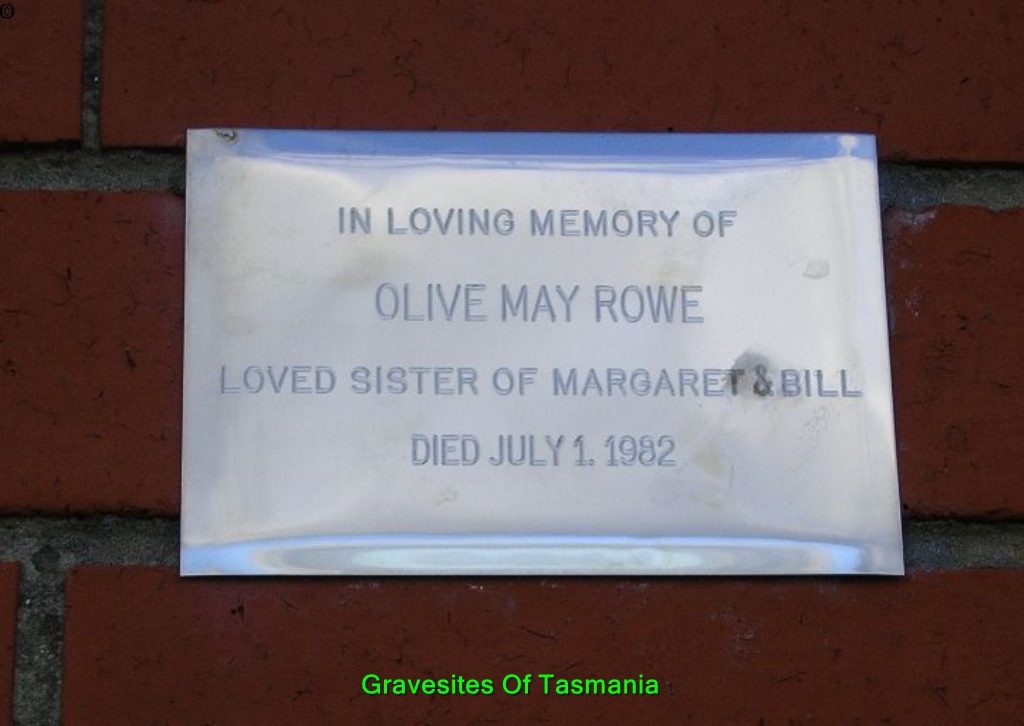 IN LOVING MEMORY OF
OLIVE MAY ROWE
LOVED SISTER OF MARGARET & BILL
DIED JULY 1. 1982
Gravesites Of Tasmania